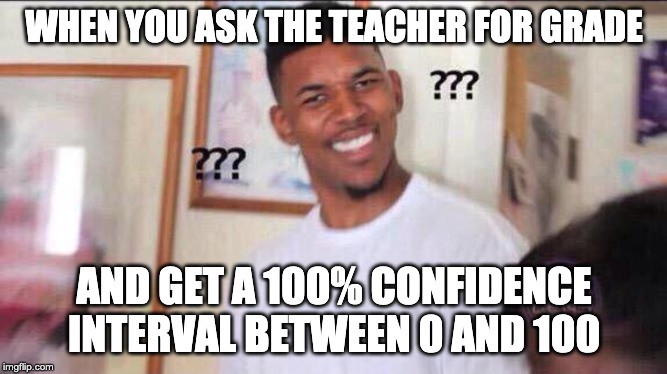 WHEN YOU ASK THE TEACHER FOR GRADE
???
???
AND GET A 100% CONFIDENCE
INTERVAL BETWEEN 0 AND 100
imgflip.com